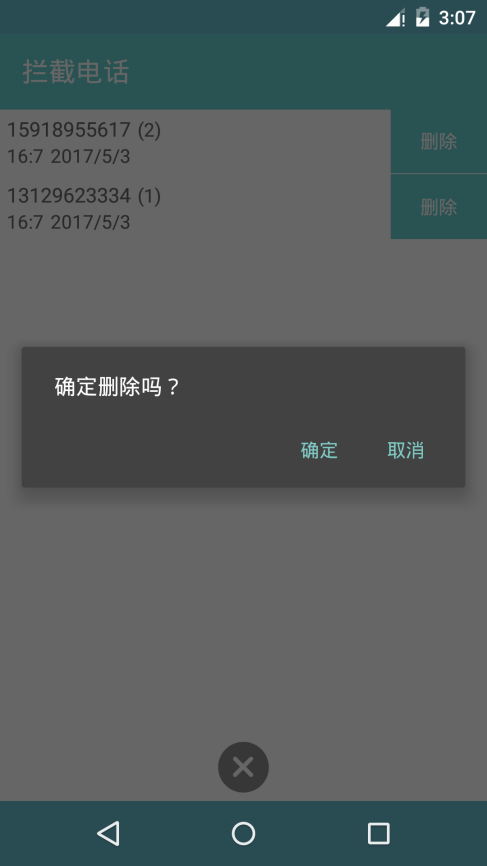 3:07
拦截电话
15918955617 (2)
16:7 2017/5/3
删除
13129623334 (1)
16:7 2017/5/3
删除
确定删除吗？
确定 取消